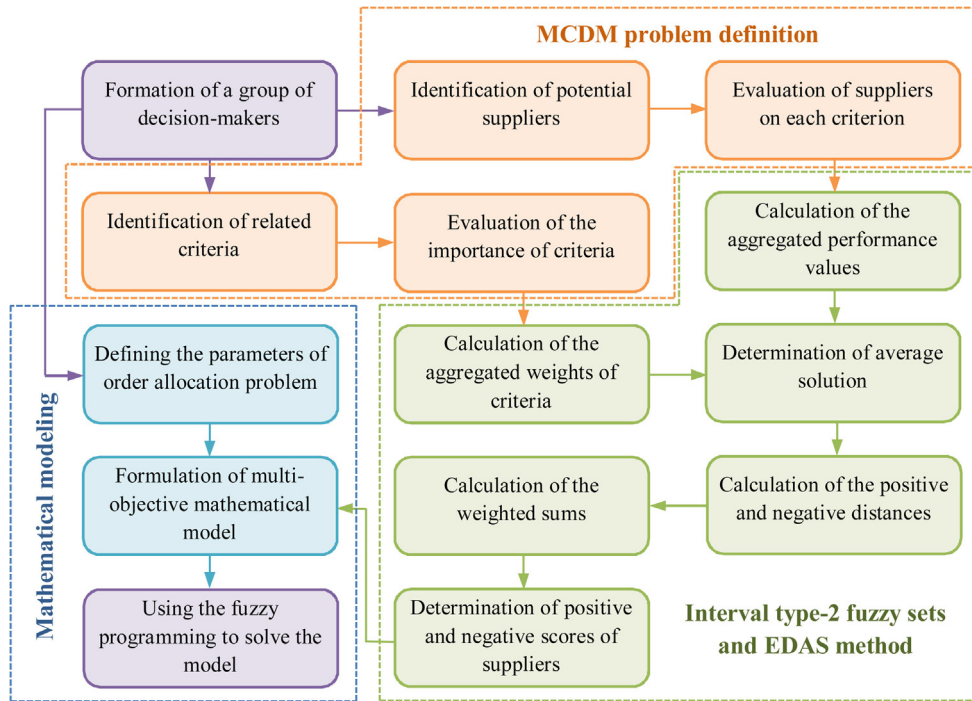 MCDM problem definition
Formation of a group of
decision-makers
Identification of potential
suppliers
Evaluation of suppliers
on each criterion
Identification of related
criteria
Evaluation of the
importance of criteria
Calculation of the
aggregated performance
values
Mathematical modeling
Defining the parameters of
order allocation problem
Calculation of the
aggregated weights of
criteria
Determination of average
solution
Formulation of multi-
objective mathematical
model
Calculation of the
weighted sums
Calculation of the positive
and negative distances
Using the fuzzy
programming to solve the
model
Determination of positive
and negative scores of
suppliers
Interval type-2 fuzzy sets
and EDAS method